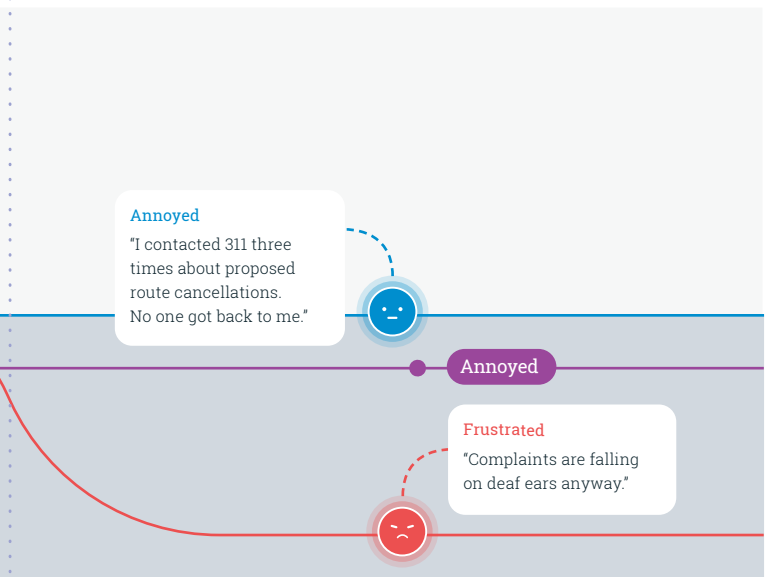 Annoyed
“I contacted 311 three
times about proposed
route cancellations.
No one got back to me.”
Annoyed
Frustrated
“Complaints are falling
on deaf ears anyway.”